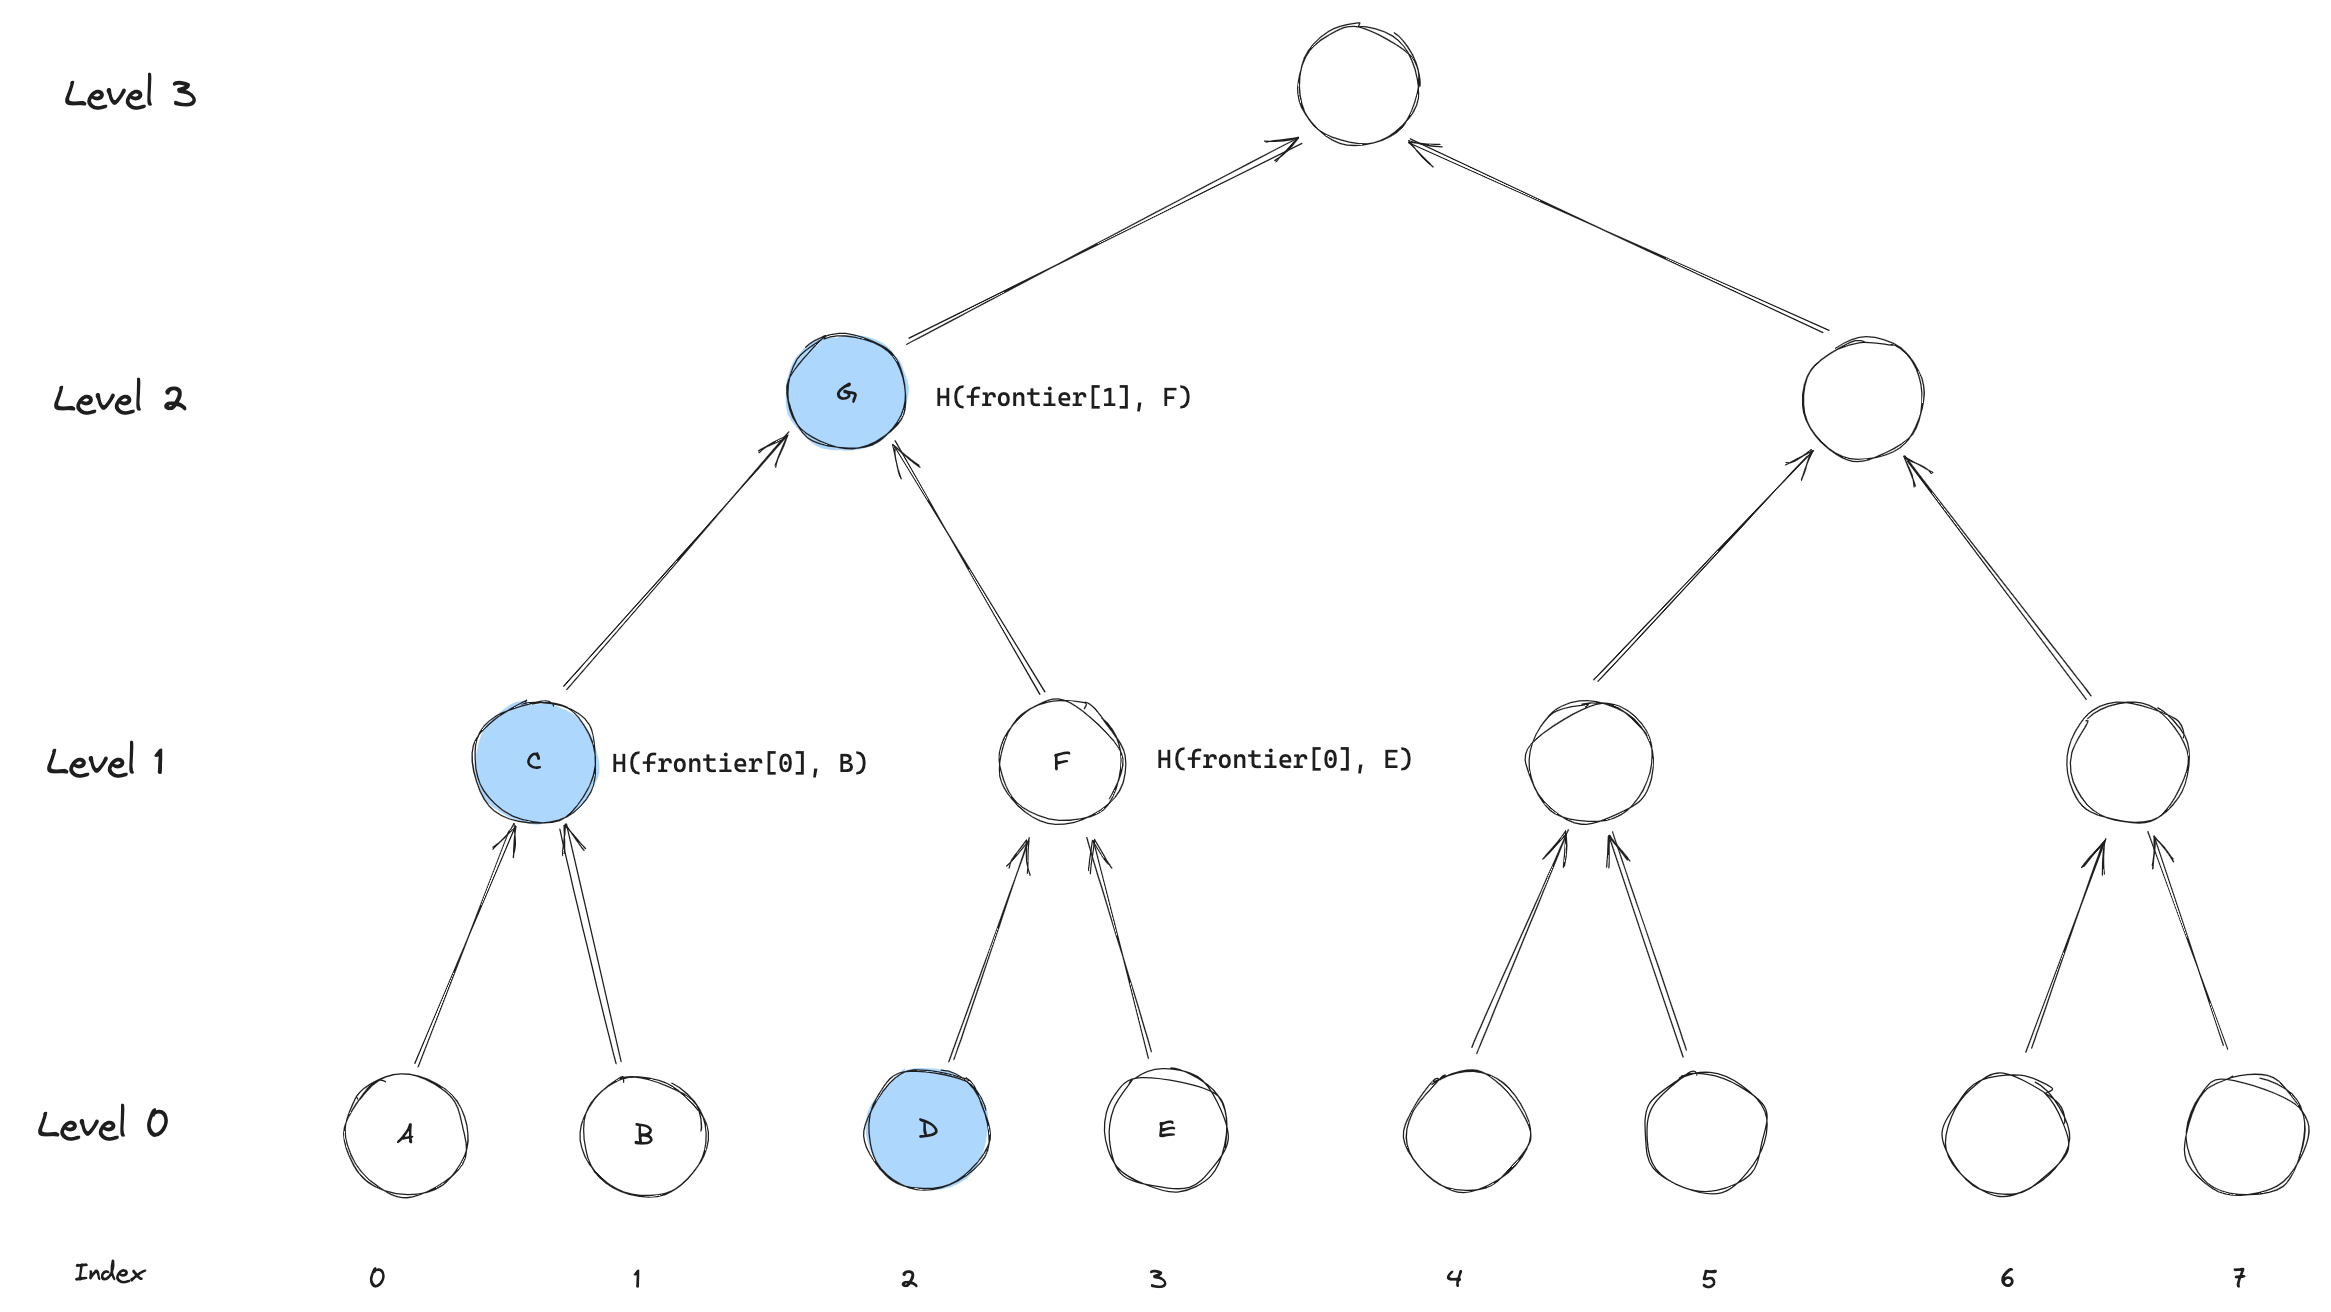 Level 3
Level 2
G
H(frontier[1], F)
Level 1
C
H(frontier[0], B)
F
H(frontier[0], E)
Level 0
A
B
D
E
Index
0
1
2
3
4
5
6
7